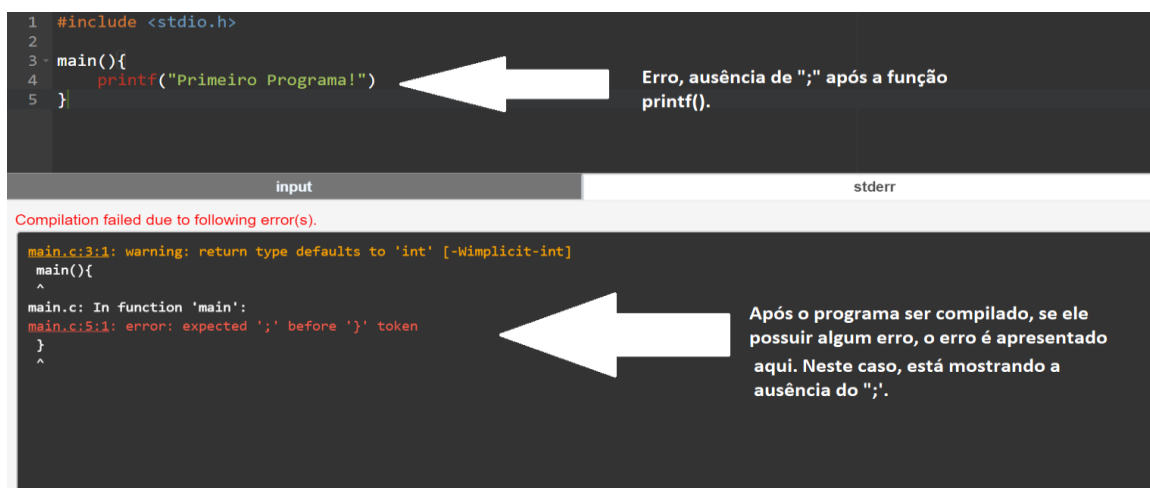 1 #include <stdio.h>
2
3 main(){
4 printf("Primeiro Programa!")
5 }
Erro, ausência de ";" após a função
printf().
input
stderr
Compilation failed due to following error(s).
main.c:3:1: warning: return type defaults to 'int' [-Wimplicit-int]
main(){
^
main.c: In function 'main':
main.c:5:1: error: expected ';' before '}' token
}
^
Após o programa ser compilado, se ele
possuir algum erro, o erro é apresentado
aqui. Neste caso, está mostrando a
ausência do ";'.